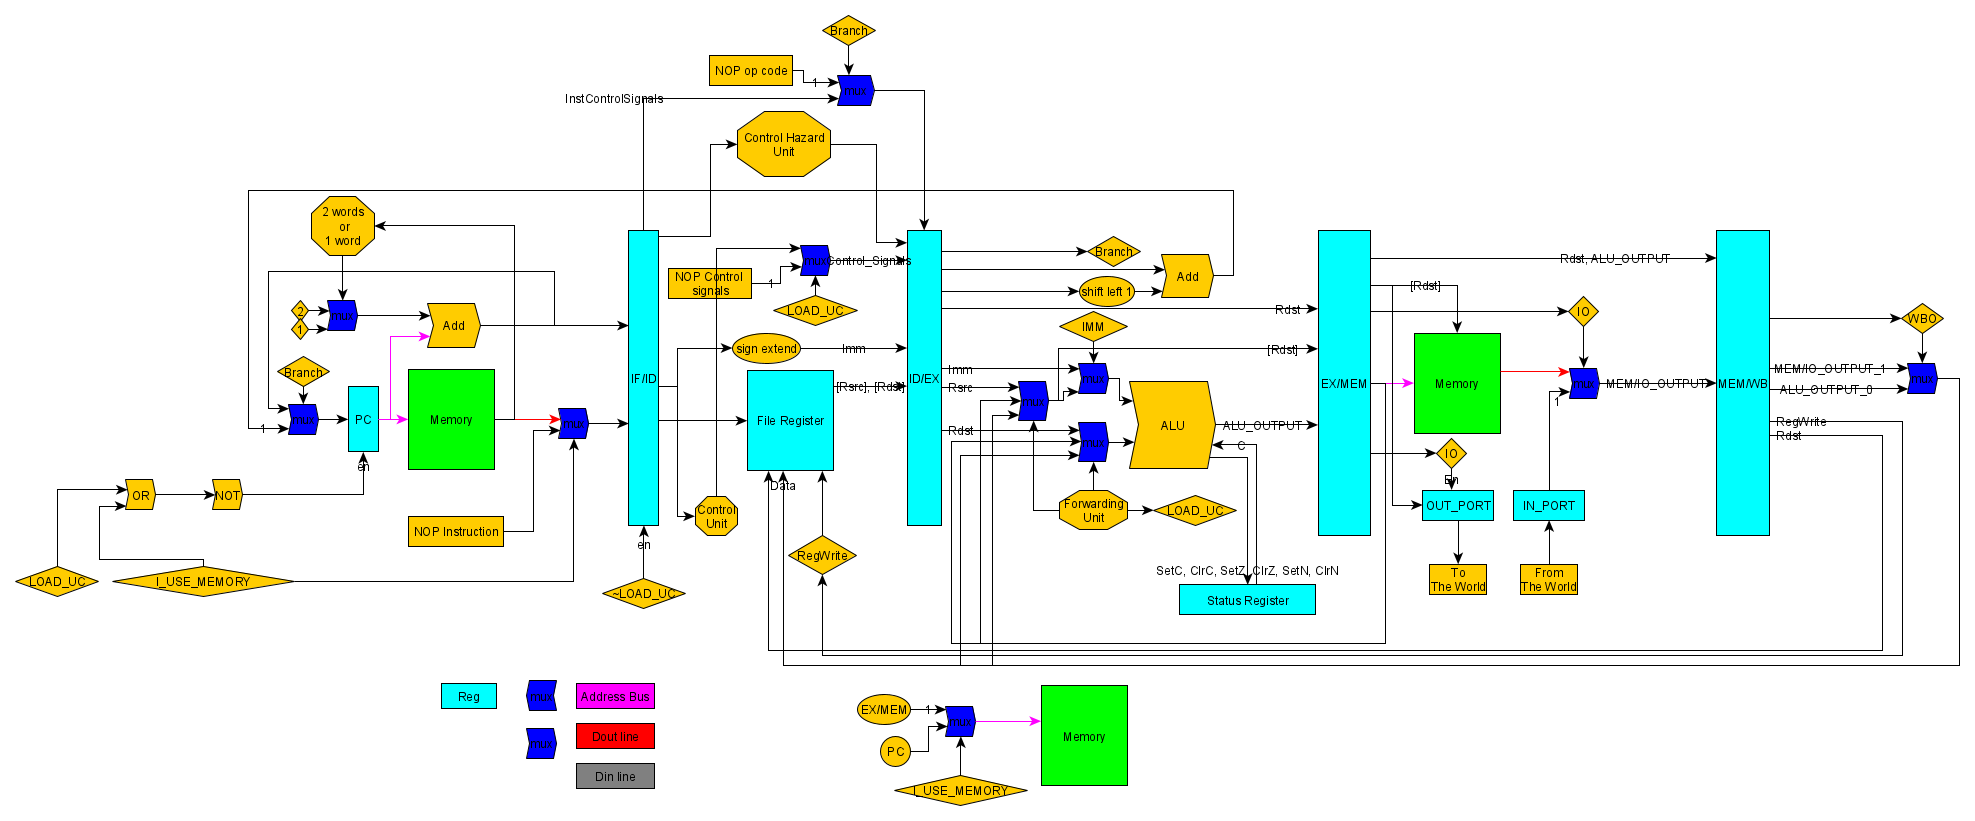 Branch
NOP op code
1
mux
InstControlSignals
Control Hazard
Unit
2 words
or
1 word
mux
Control_Signals
NOP Control
signals
1
LOAD_UC
Branch
Add
shift left 1
Rdst
Rdst, ALU_OUTPUT
[Rdst]
IO
WBO
2
1
mux
Add
IMM
sign extend
Imm
[Rdst]
Branch
IF/ID
ID/EX
EX/MEM
MEM/WB
Imm
Rsrc
mux
mux
[Rsrc], [Rdst]
Memory
mux
MEM/IO_OUTPUT
MEM/IO_OUTPUT_1
ALU_OUTPUT_0
mux
1
mux
PC
Memory
mux
File Register
Rdst
mux
ALU
ALU_OUTPUT
C
1
RegWrite
Rdst
IO
en
Data
En
OR
NOT
Control
Unit
Forwarding
Unit
LOAD_UC
OUT_PORT
IN_PORT
NOP Instruction
en
RegWrite
LOAD_UC
I_USE_MEMORY
~LOAD_UC
SetC, ClrC, SetZ, ClrZ, SetN, ClrN
Status Register
To
The World
From
The World
Reg
mux
Address Bus
mux
Dout line
Din line
EX/MEM
1
mux
PC
Memory
I_USE_MEMORY